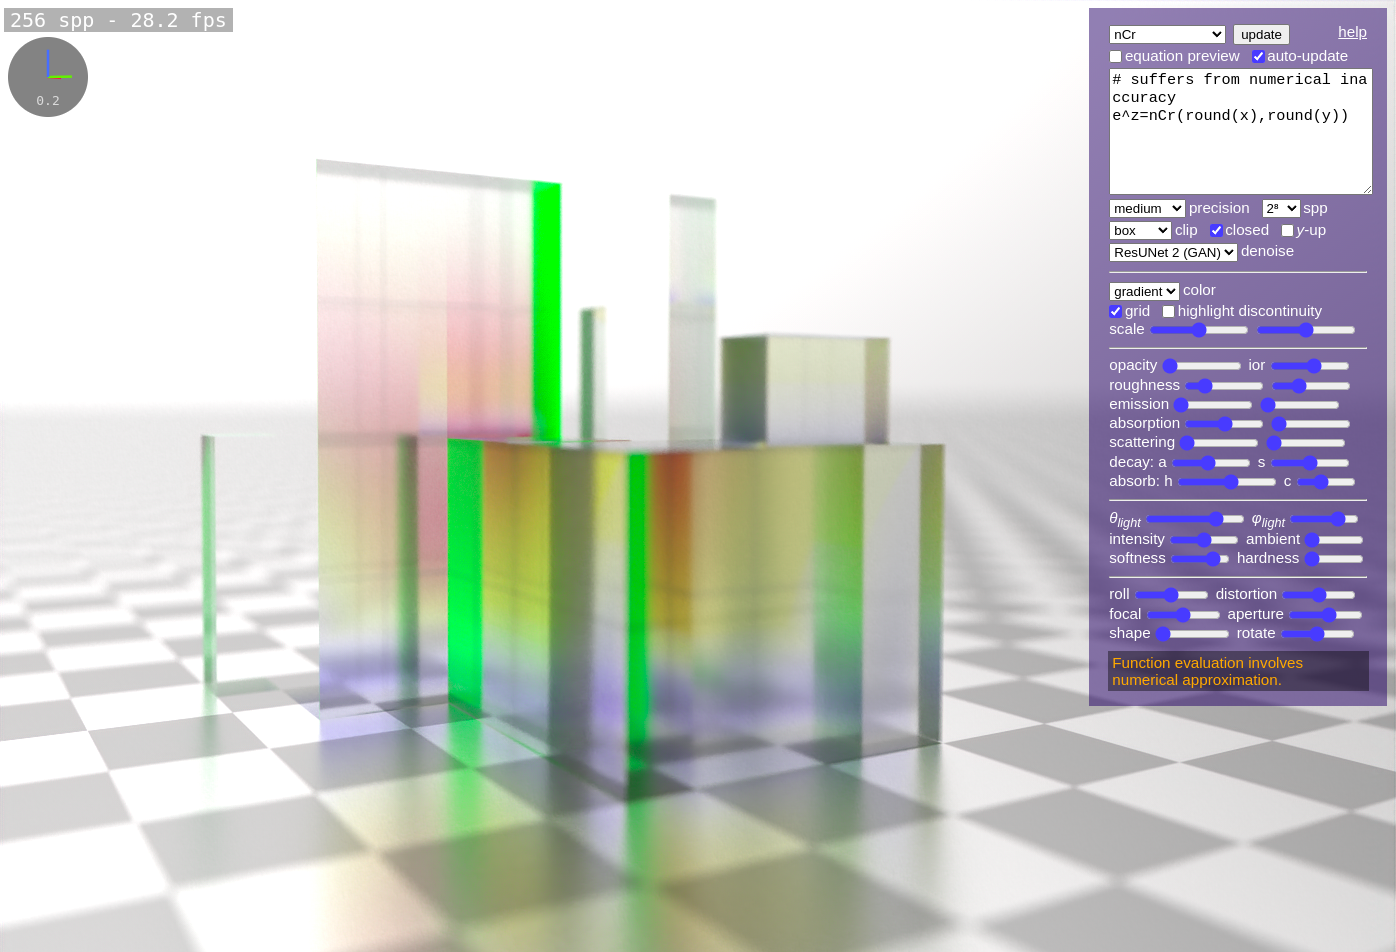 256 spp - 28.2 fps
0.2
nCr update help
equation preview auto-update
# suffers from numerical ina
ccuracy
e^z=nCr(round(x),round(y))
medium precision 2⁸ spp
box clip closed y-up
ResUNet 2 (GAN) denoise
gradient color
grid highlight discontinuity
scale
opacity ior
roughness
emission
absorption
scattering
decay: a s
absorb: h c
θlight φlight
intensity ambient
softness hardness
roll distortion
focal aperture
shape rotate
Function evaluation involves
numerical approximation.